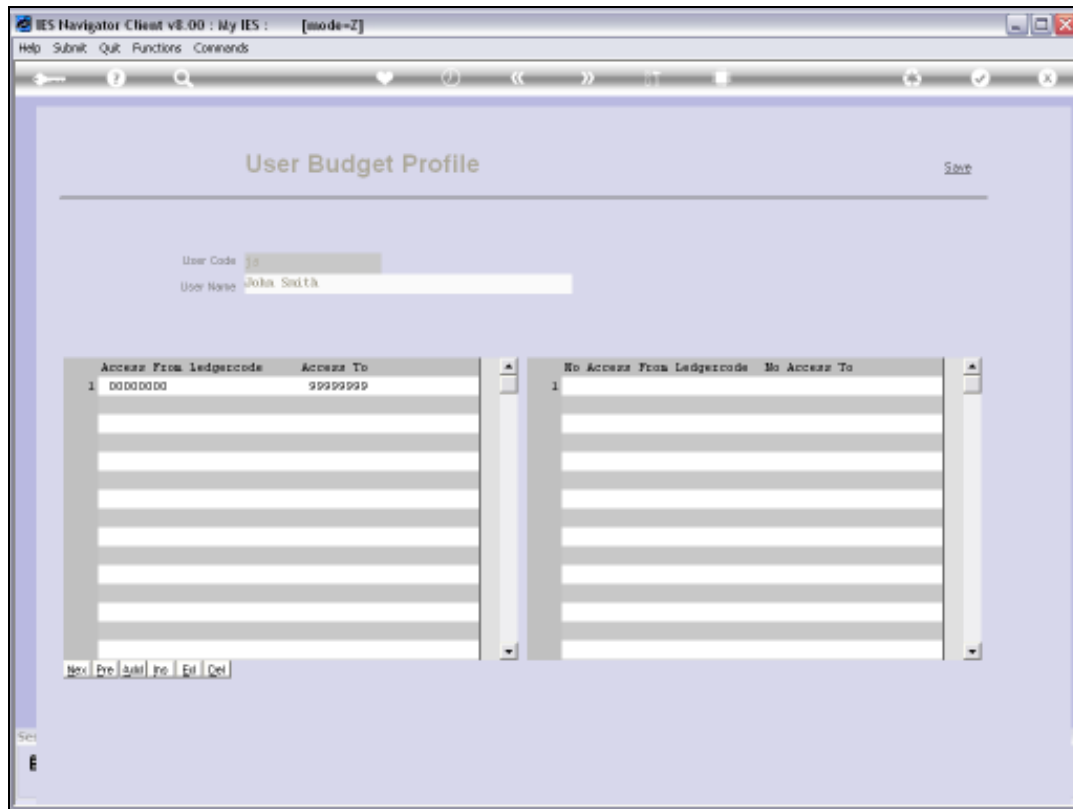 IES Navigator Client v8.00 : My IES : [mode=Z]
Help Submit Quit Functions Commands
User Budget Profile
Save
User Code
User Name John Smith
Access From ledgercode Access To No Access From Ledgercode No Access To
1 00000000 99999999 1
Nex Pre Add Ins Ed Del